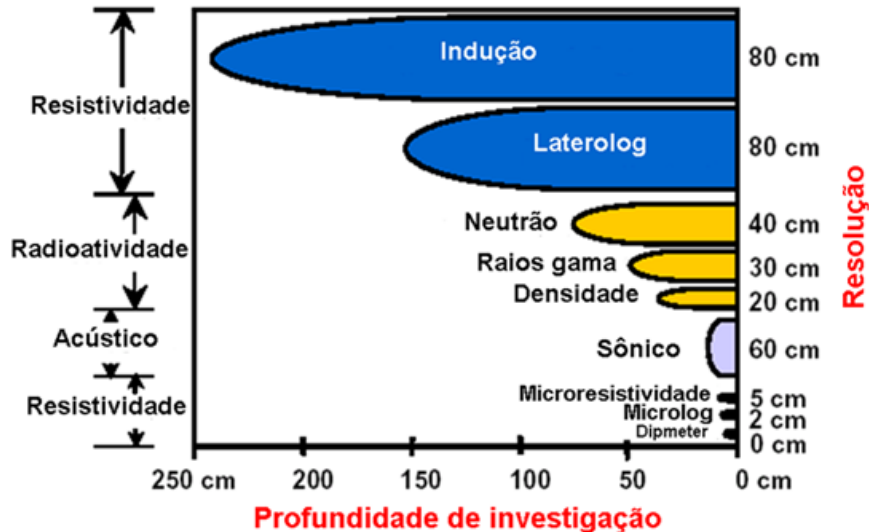 Resistividade
Radioatividade
Acústico
Resistividade
Indução
80 cm
Laterolog
80 cm
Neutrão
40 cm
Raios gama
30 cm
Densidade
20 cm
Sônico
60 cm
Microresistividade
5 cm
Microlog
2 cm
Dipmeter
0 cm
Resolução
250 cm 200 150 100 50 0 cm
Profundidade de investigação